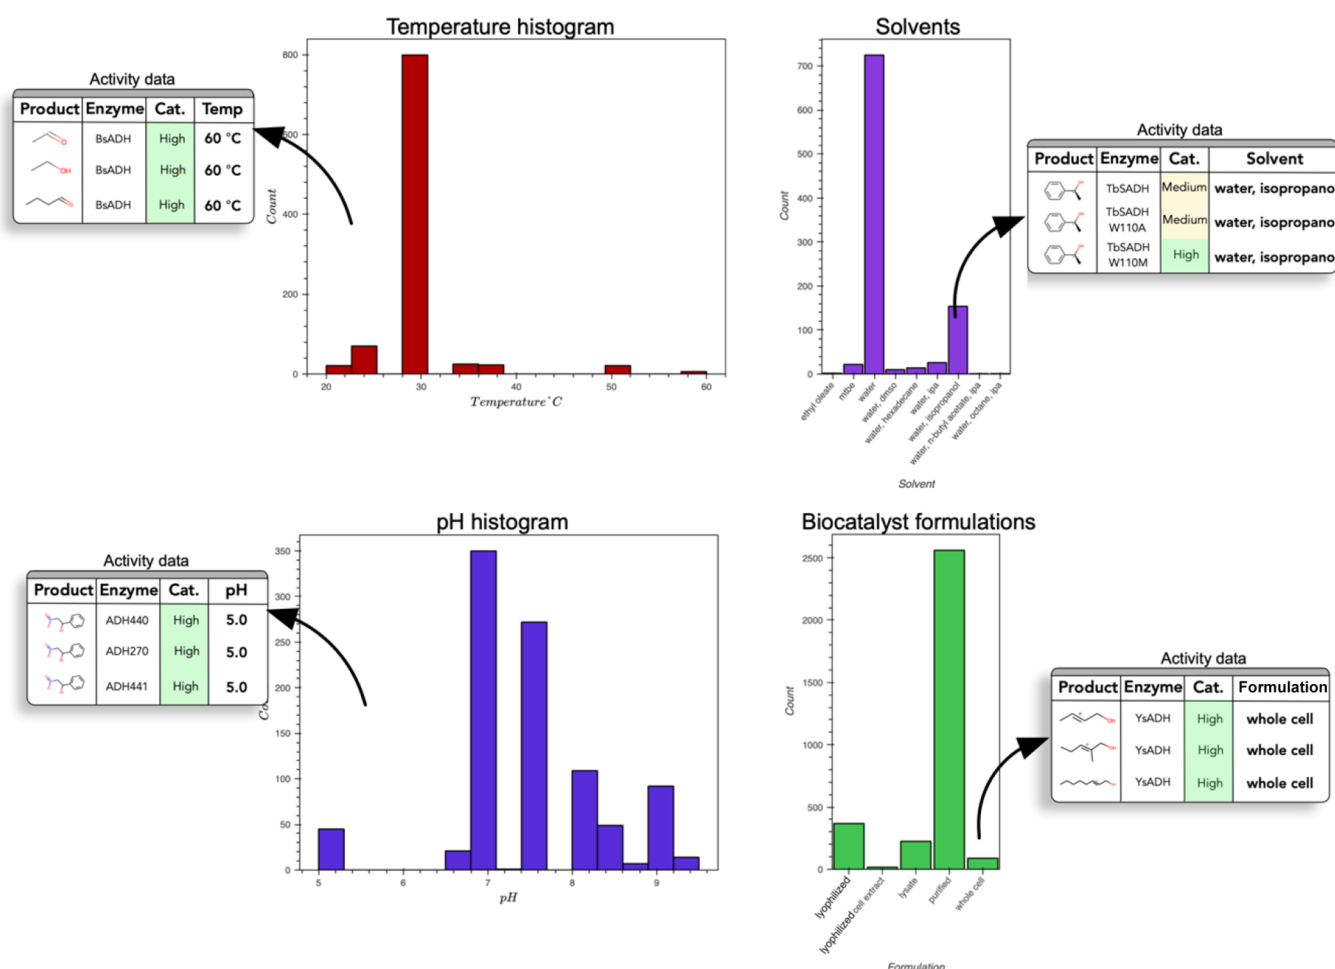 Temperature histogram
800
600
400
200
0
Count
20 30 40 50 60
Temperature°C
Activity data
Product Enzyme Cat. Temp
O BsADH High 60 °C
OH BsADH High 60 °C
O BsADH High 60 °C
Solvents
700
600
500
400
300
200
100
0
Count
ethyl oleate
mtbe
water
water, dmso
water, hexadecane
water, ipa
water, isopropanol
water, n-butyl acetate, ipa
water, octane, ipa
Solvent
Activity data
Product Enzyme Cat. Solvent
TbSADH Medium water, isopropano
TbSADH W110A Medium water, isopropano
TbSADH W110M High water, isopropano
pH histogram
350
300
250
200
150
100
50
0
Co
5 6 7 8 9
pH
Activity data
Product Enzyme Cat. pH
ADH440 High 5.0
ADH270 High 5.0
ADH441 High 5.0
Biocatalyst formulations
2500
2000
1500
1000
500
0
Count
lyophilized
lyophilized cell extract
lysate
purified
whole cell
Formulation
Activity data
Product Enzyme Cat. Formulation
OH YsADH High whole cell
OH YsADH High whole cell
YsADH High whole cell